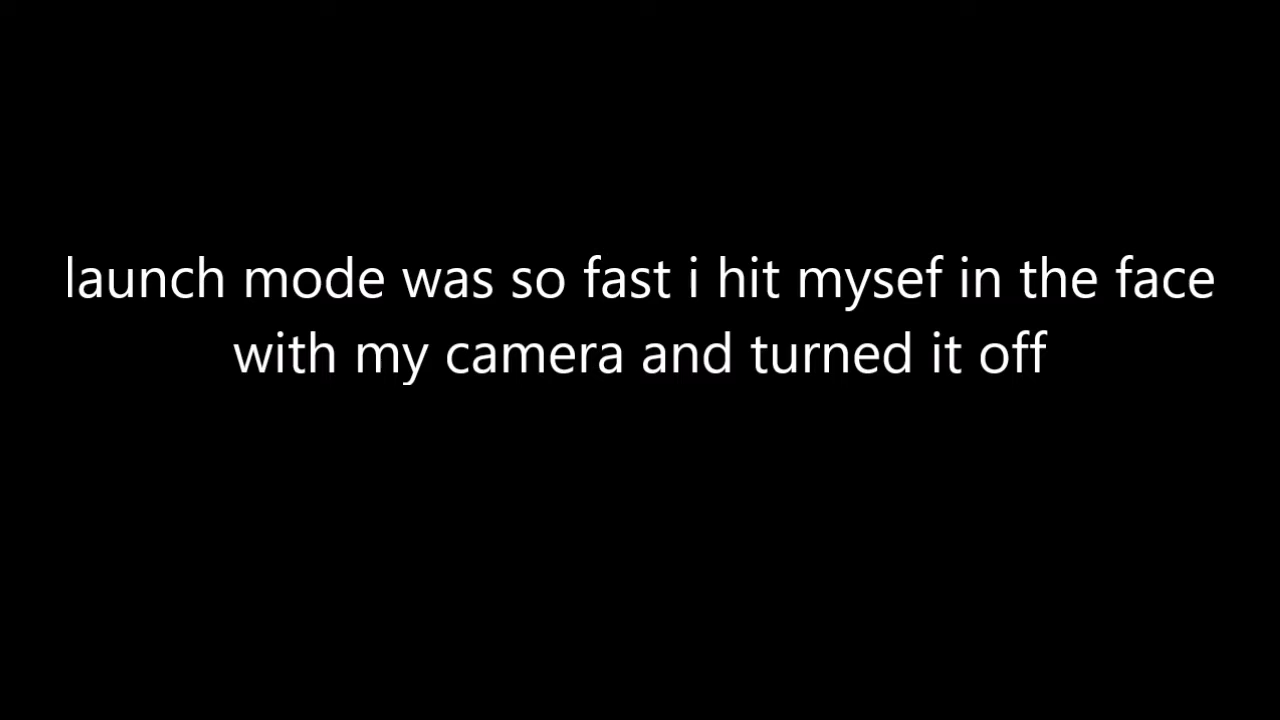 launch mode was so fast i hit mysef in the face
with my camera and turned it off